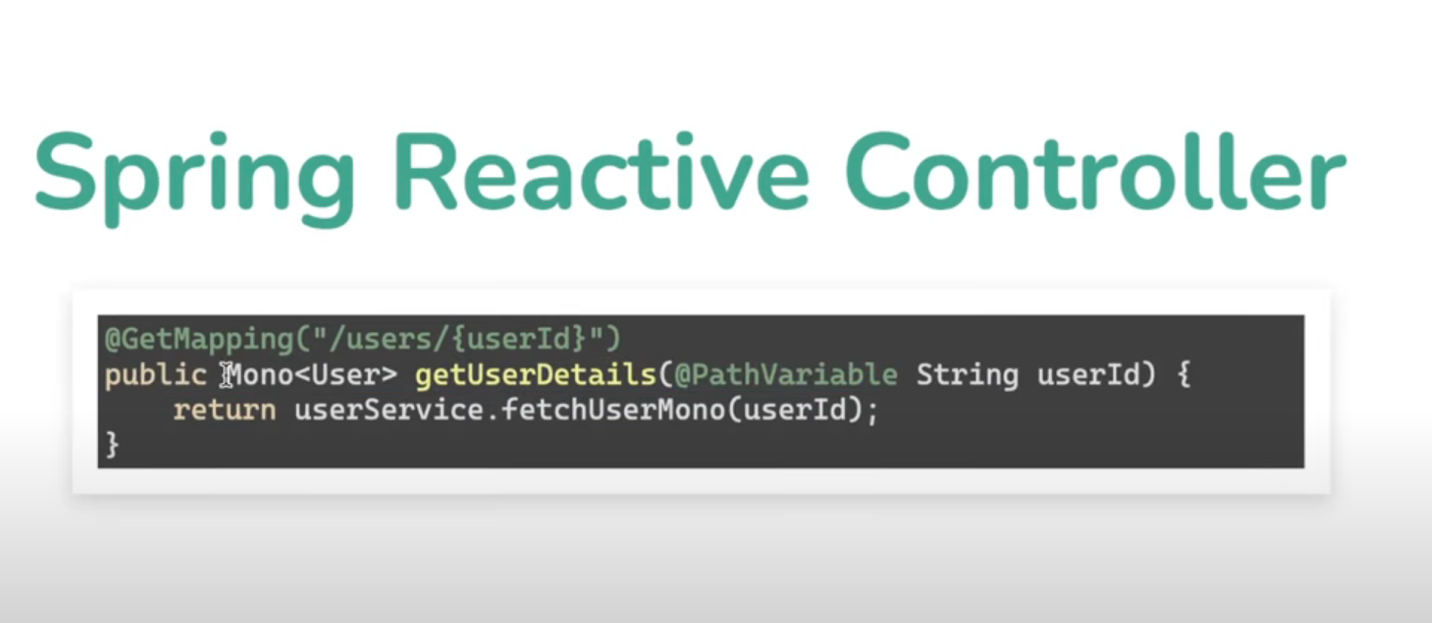 Spring Reactive Controller
@GetMapping("/users/{userId}")
public Mono<User> getUserDetails(@PathVariable String userId) {
    return userService.fetchUserMono(userId);
}